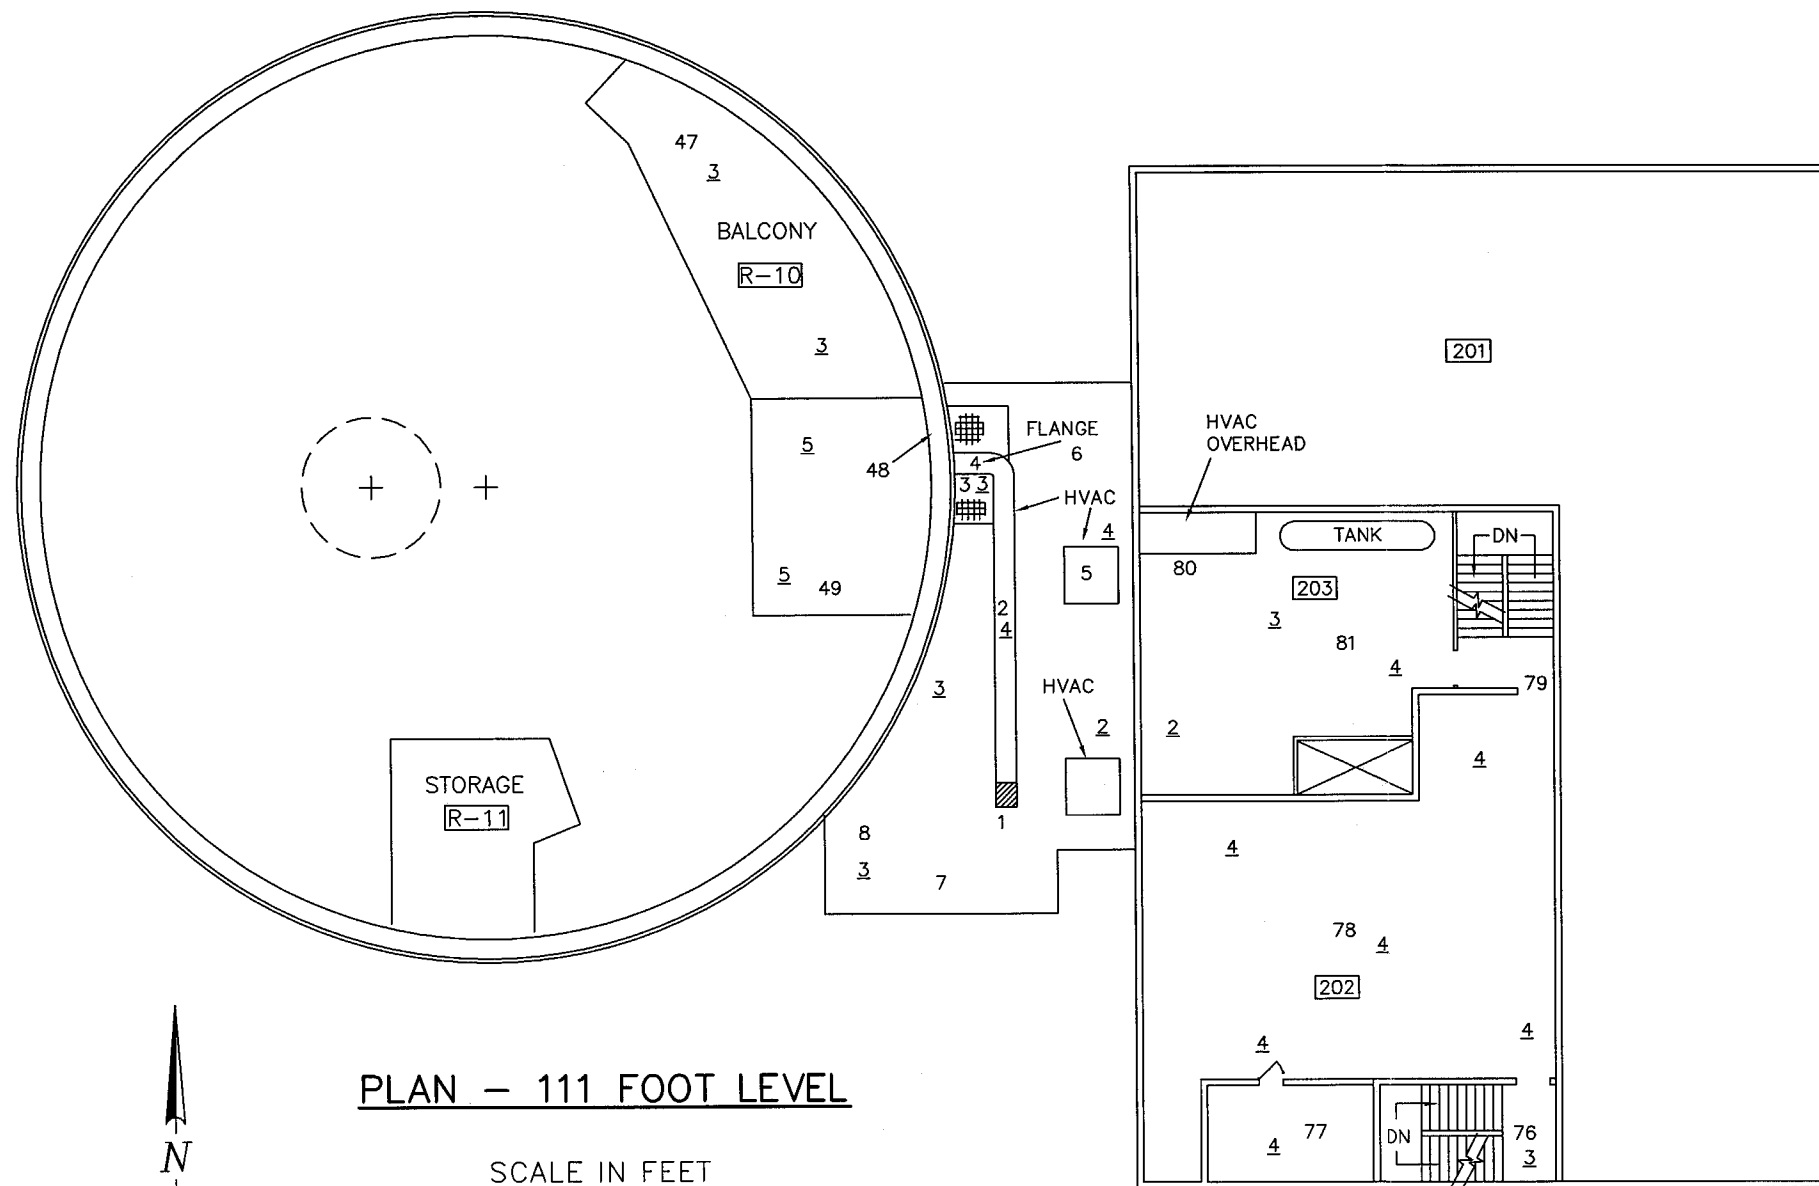 47
3
BALCONY
R-10
3
201
HVAC
OVERHEAD
FLANGE
6
5
48
4
3 3
HVAC
4
TANK
DN
5
5
49
80
203
2
4
3
81
4
79
3
HVAC
2
2
4
STORAGE
R-11
1
8
3
7
4
78
4
202
4
4
PLAN - 111 FOOT LEVEL
77
4
DN
76
3
N
SCALE IN FEET